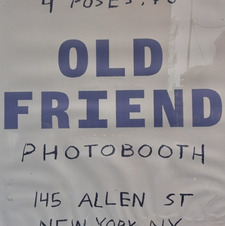 4 POSES.
OLD
FRIEND
PHOTOBOOTH
145 ALLEN ST
NEW YORK NY